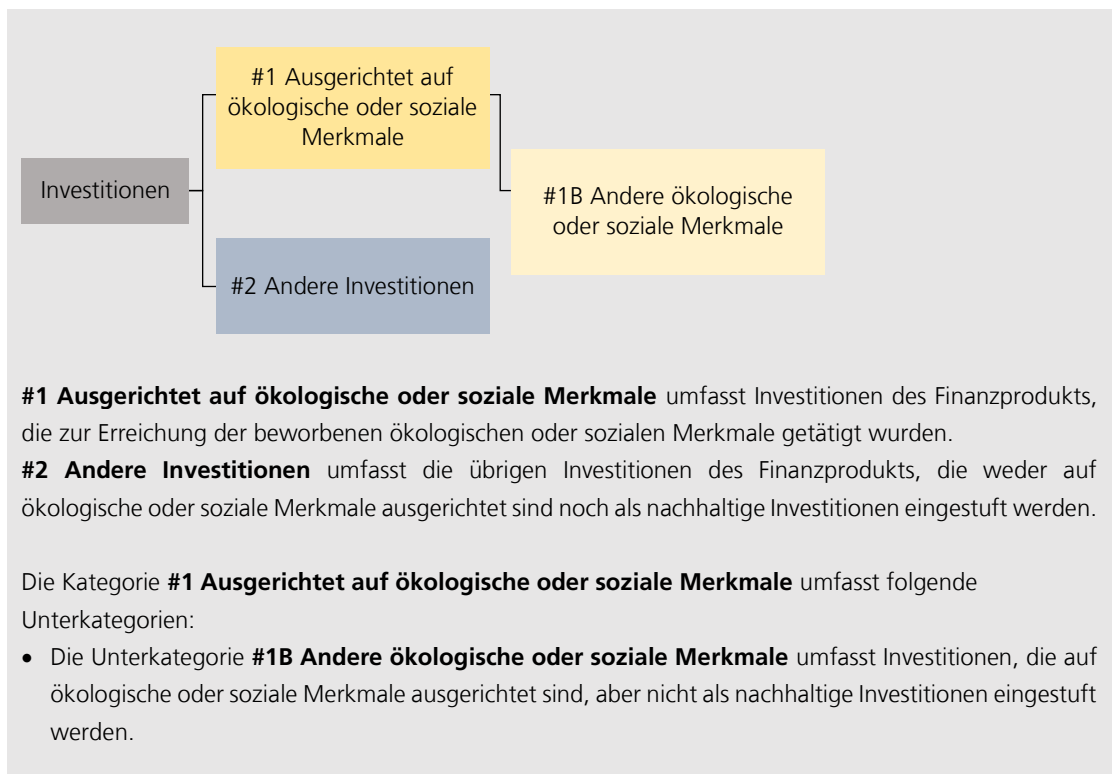 #1 Ausgerichtet auf
ökologische oder soziale
Merkmale
Investitionen
#1B Andere ökologische
oder soziale Merkmale
#2 Andere Investitionen
#1 Ausgerichtet auf ökologische oder soziale Merkmale umfasst Investitionen des Finanzprodukts,
die zur Erreichung der beworbenen ökologischen oder sozialen Merkmale getätigt wurden.
#2 Andere Investitionen umfasst die übrigen Investitionen des Finanzprodukts, die weder auf
ökologische oder soziale Merkmale ausgerichtet sind noch als nachhaltige Investitionen eingestuft werden.
Die Kategorie #1 Ausgerichtet auf ökologische oder soziale Merkmale umfasst folgende
Unterkategorien:
• Die Unterkategorie #1B Andere ökologische oder soziale Merkmale umfasst Investitionen, die auf
ökologische oder soziale Merkmale ausgerichtet sind, aber nicht als nachhaltige Investitionen eingestuft
werden.